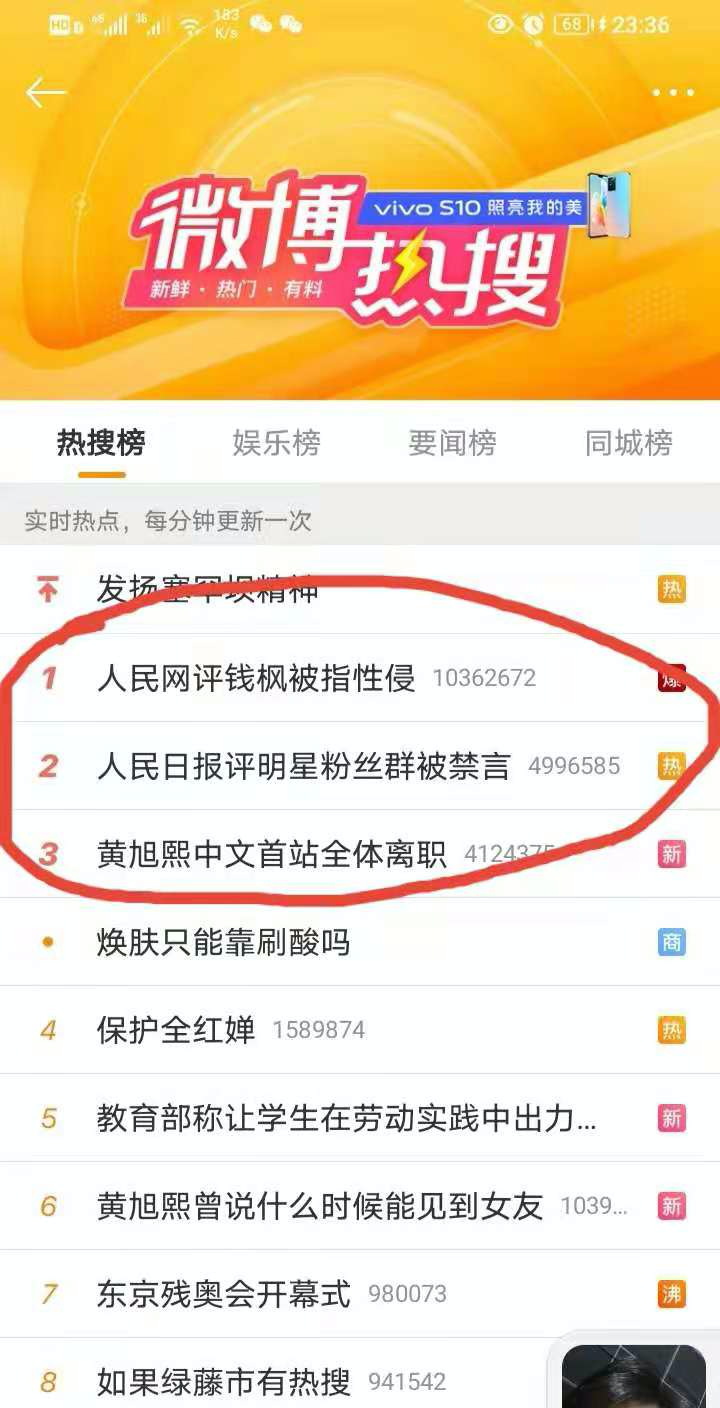 HD 4G 3G 183 K/s 68 23:36
微博热搜
vivo S10 照亮我的美
新鲜·热门·有料
热搜榜 娱乐榜 要闻榜 同城榜
实时热点，每分钟更新一次
发扬塞罕坝精神 热
1 人民网评钱枫被指性侵 10362672 爆
2 人民日报评明星粉丝群被禁言 4996585 热
3 黄旭熙中文首站全体离职 4124375 新
焕肤只能靠刷酸吗 商
4 保护全红婵 1589874 热
5 教育部称让学生在劳动实践中出力... 新
6 黄旭熙曾说什么时候能见到女友 1039... 新
7 东京残奥会开幕式 980073 沸
8 如果绿藤市有热搜 941542